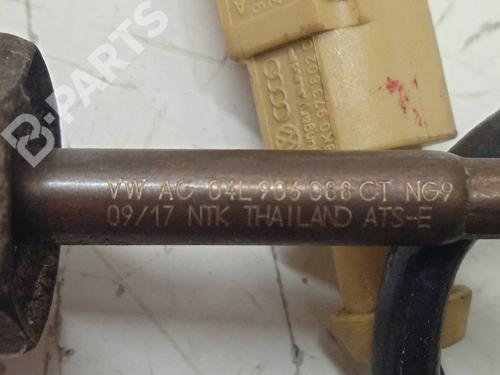 B-PARTS
VW AG 04L 906 088 CT NG9
09/17 NTK THAILAND ATS-E